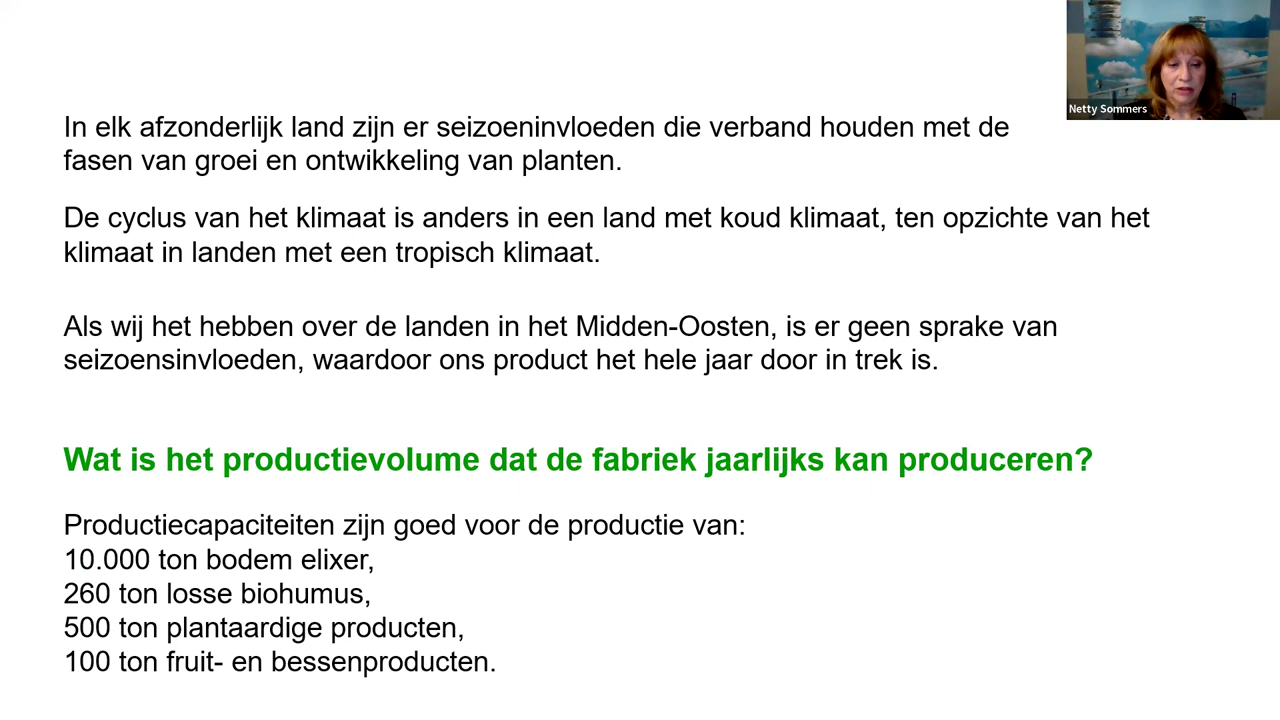 Netty Sommers
In elk afzonderlijk land zijn er seizoeninvloeden die verband houden met de
fasen van groei en ontwikkeling van planten.
De cyclus van het klimaat is anders in een land met koud klimaat, ten opzichte van het
klimaat in landen met een tropisch klimaat.
Als wij het hebben over de landen in het Midden-Oosten, is er geen sprake van
seizoensinvloeden, waardoor ons product het hele jaar door in trek is.
Wat is het productievolume dat de fabriek jaarlijks kan produceren?
Productiecapaciteiten zijn goed voor de productie van:
10.000 ton bodem elixer,
260 ton losse biohumus,
500 ton plantaardige producten,
100 ton fruit- en bessenproducten.